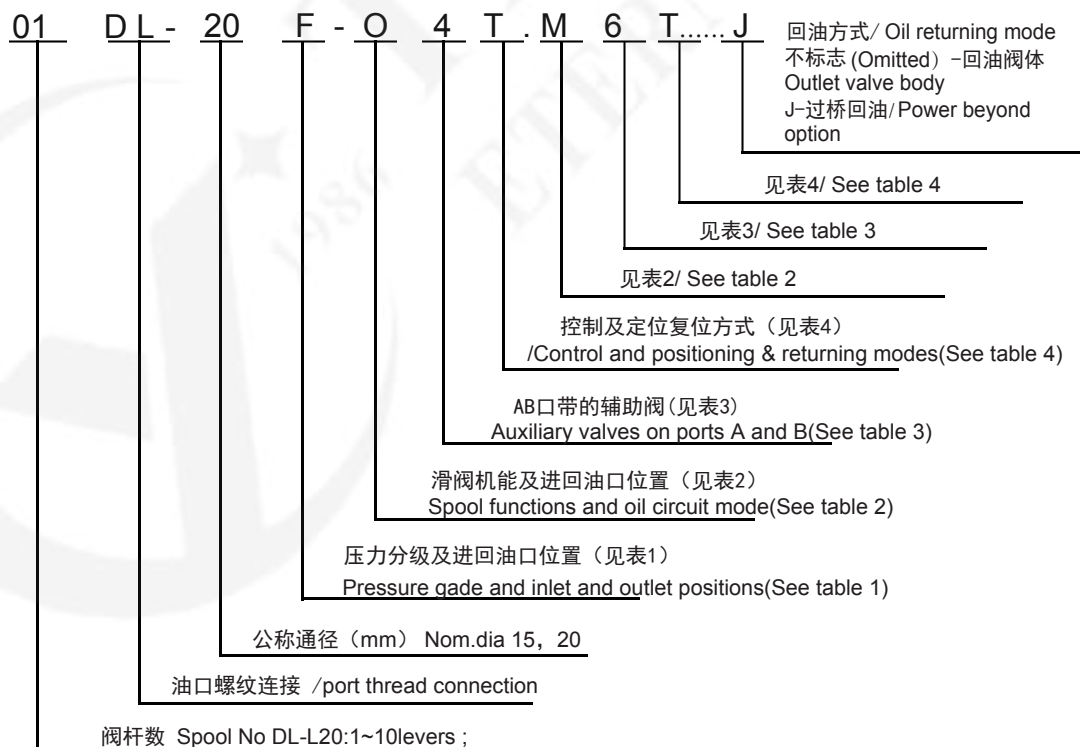 01 DL- 20 F - O 4 T . M 6 T...... J
回油方式/ Oil returning mode
不标志 (Omitted) -回油阀体
Outlet valve body
J-过桥回油/ Power beyond
option
见表4/ See table 4
见表3/ See table 3
见表2/ See table 2
控制及定位复位方式（见表4）
/Control and positioning & returning modes(See table 4)
AB口带的辅助阀(见表3)
Auxiliary valves on ports A and B(See table 3)
滑阀机能及进回油口位置（见表2）
Spool functions and oil circuit mode(See table 2)
压力分级及进回油口位置（见表1）
Pressure gade and inlet and outlet positions(See table 1)
公称通径（mm） Nom.dia 15，20
油口螺纹连接 /port thread connection
阀杆数 Spool No DL-L20:1~10levers ;
1986